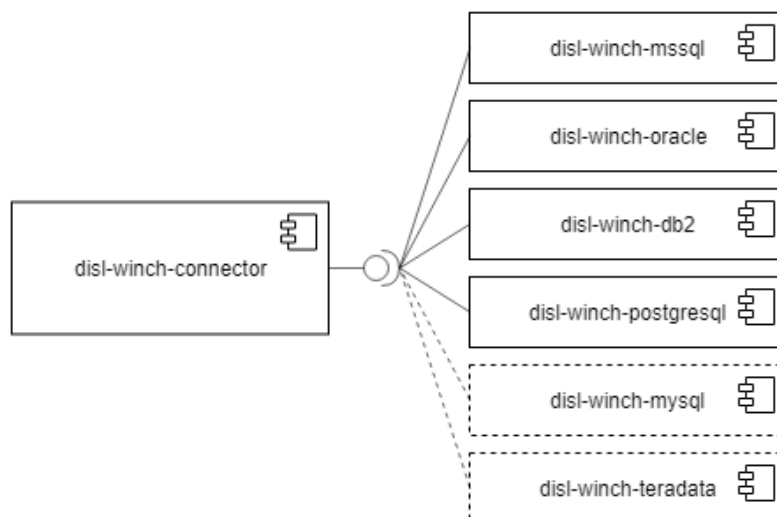 disl-winch-mssql
disl-winch-oracle
disl-winch-connector
disl-winch-db2
disl-winch-postgresql
disl-winch-mysql
disl-winch-teradata